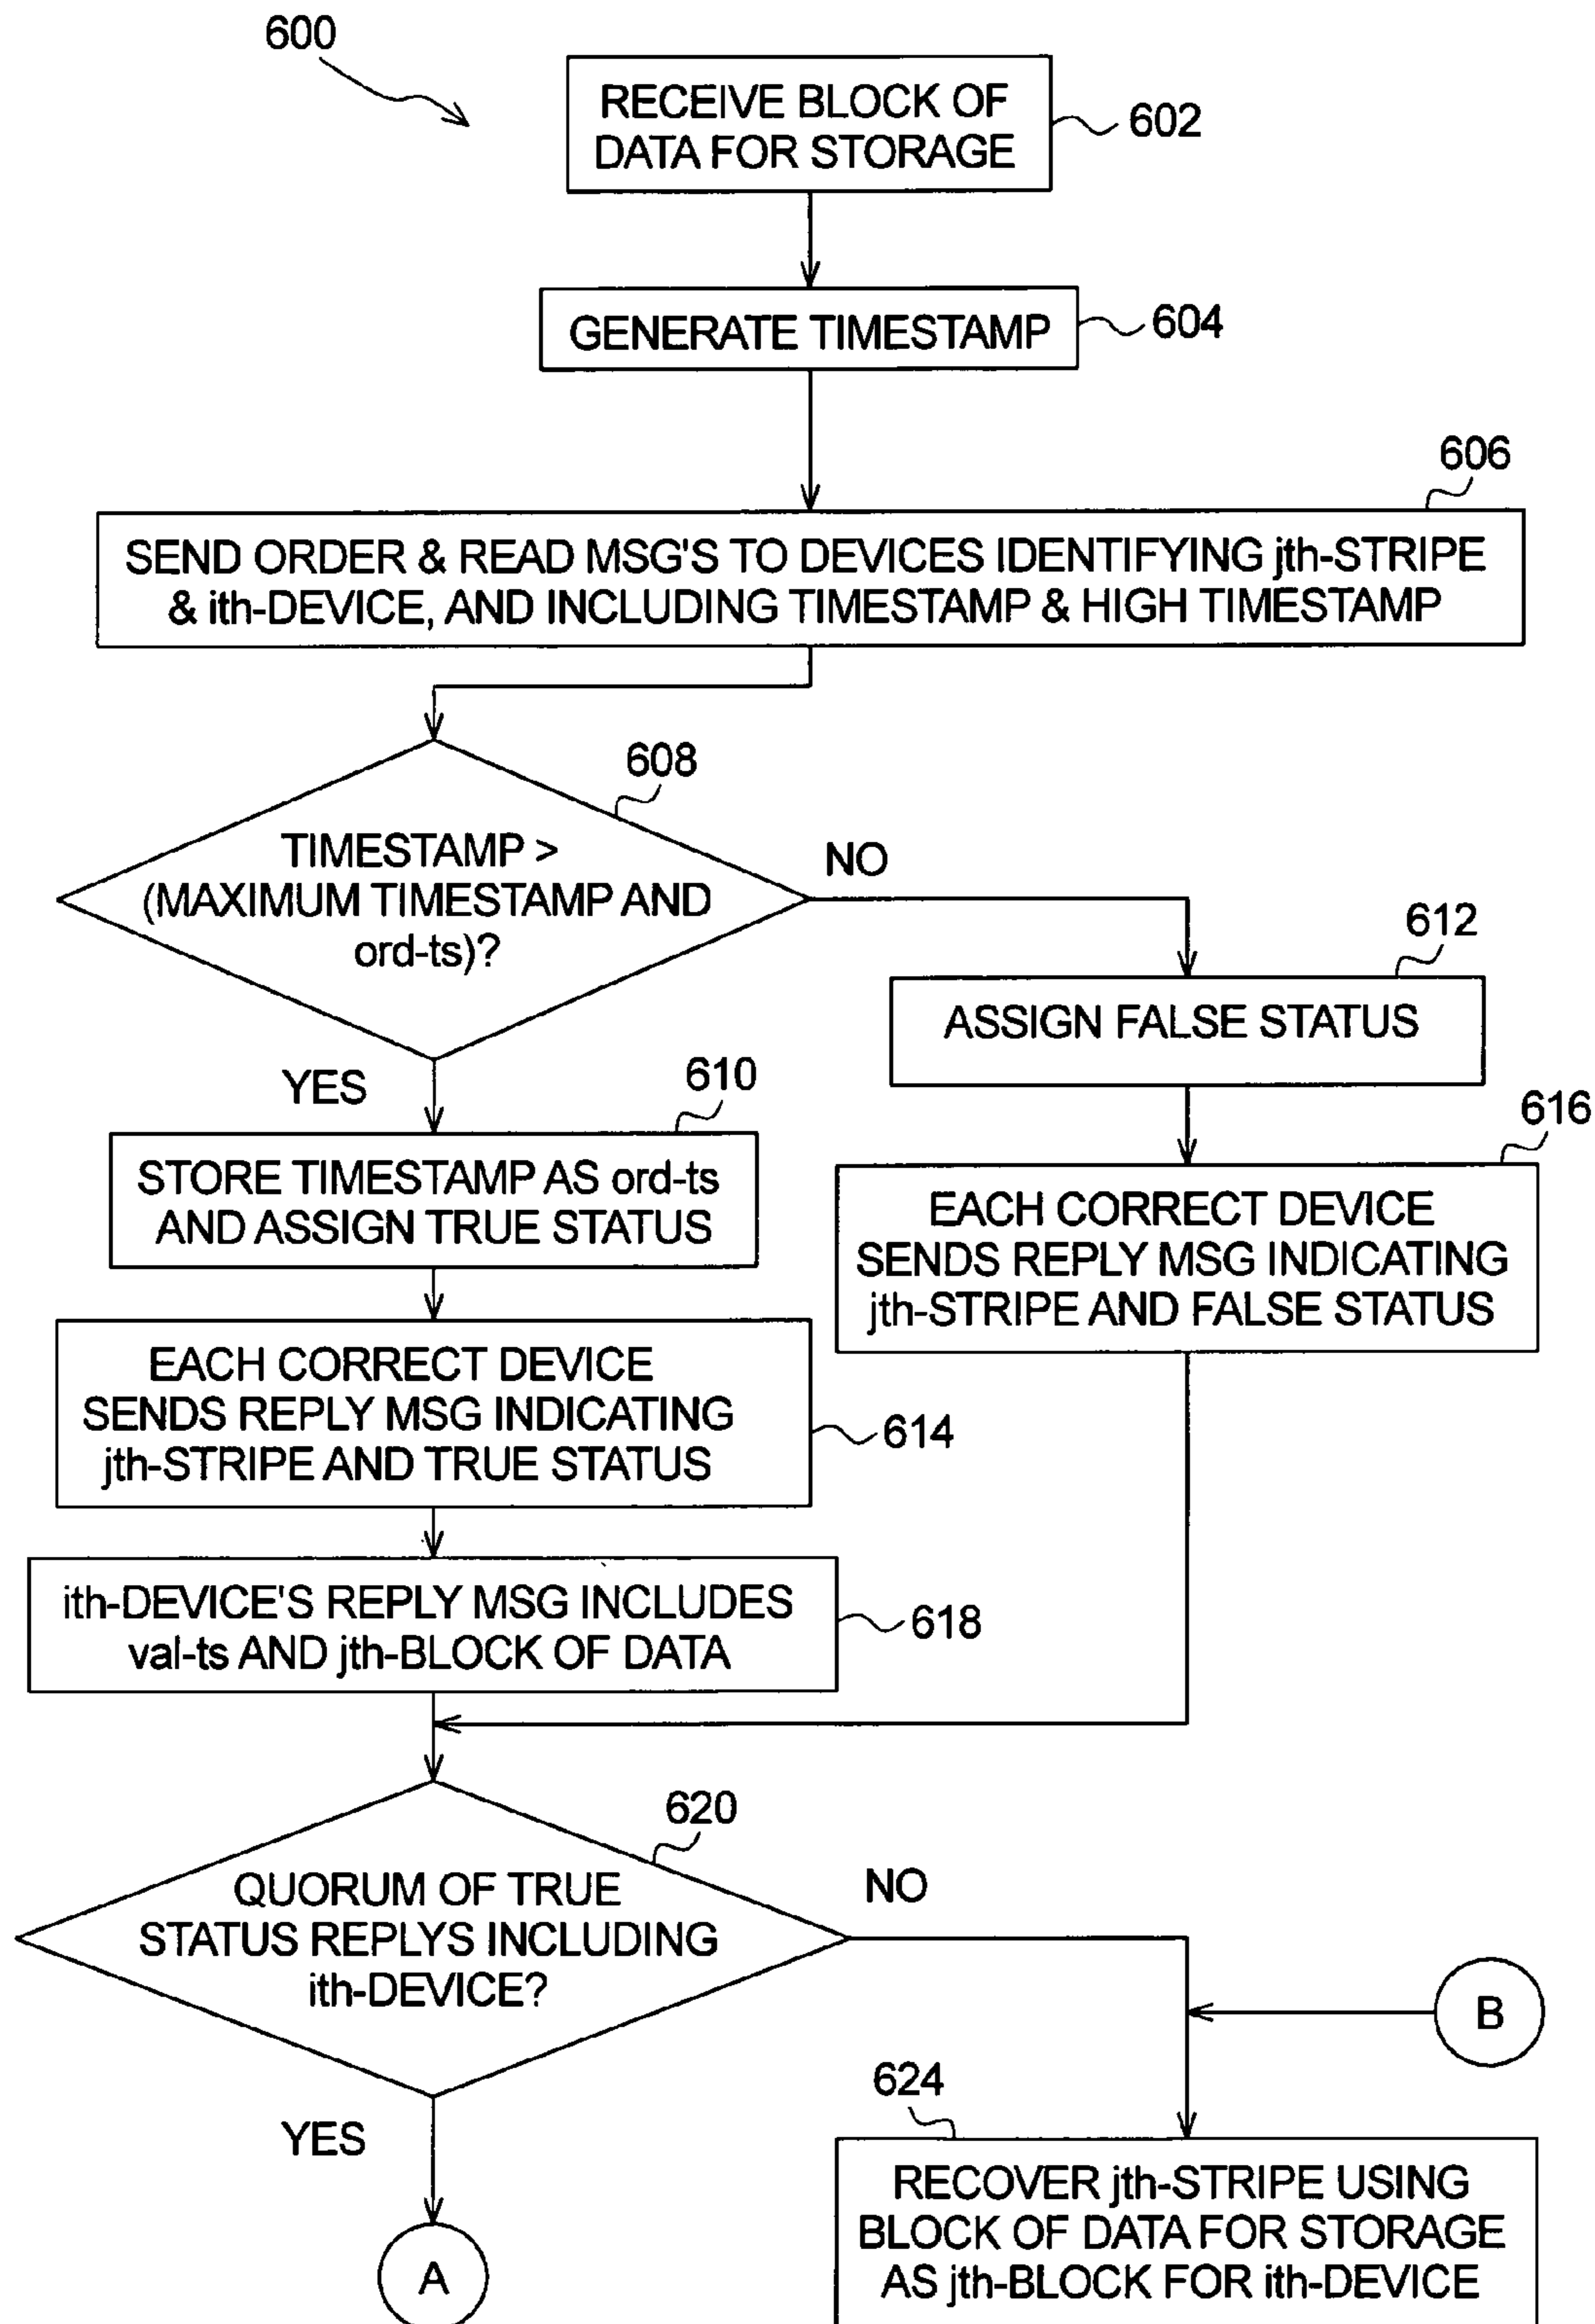 600
RECEIVE BLOCK OF
DATA FOR STORAGE
602
GENERATE TIMESTAMP
604
606
SEND ORDER & READ MSG'S TO DEVICES IDENTIFYING jth-STRIPE
& ith-DEVICE, AND INCLUDING TIMESTAMP & HIGH TIMESTAMP
608
TIMESTAMP >
(MAXIMUM TIMESTAMP AND
ord-ts)?
NO
YES
612
ASSIGN FALSE STATUS
610
STORE TIMESTAMP AS ord-ts
AND ASSIGN TRUE STATUS
616
EACH CORRECT DEVICE
SENDS REPLY MSG INDICATING
jth-STRIPE AND FALSE STATUS
EACH CORRECT DEVICE
SENDS REPLY MSG INDICATING
jth-STRIPE AND TRUE STATUS
614
ith-DEVICE'S REPLY MSG INCLUDES
val-ts AND jth-BLOCK OF DATA
618
620
QUORUM OF TRUE
STATUS REPLYS INCLUDING
ith-DEVICE?
NO
YES
B
624
RECOVER jth-STRIPE USING
BLOCK OF DATA FOR STORAGE
AS jth-BLOCK FOR ith-DEVICE
A